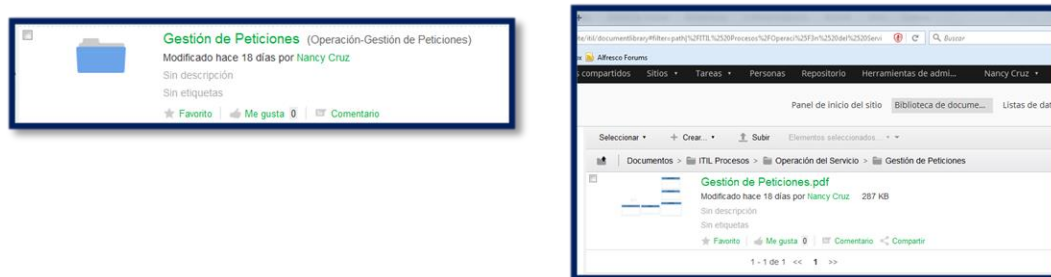 Gestión de Peticiones (Operación-Gestión de Peticiones)
Modificado hace 18 días por Nancy Cruz
Sin descripción
Sin etiquetas
Favorito Me gusta 0 Comentario
Buscar
Alfresco Forums
compartidos Sitios Tareas Personas Repositorio Herramientas de admi... Nancy Cruz
Panel de inicio del sitio Biblioteca de docume... Listas de dat
Seleccionar + Crear... Subir Elementos seleccionados...
Documentos > ITIL Procesos > Operación del Servicio > Gestión de Peticiones
Gestión de Peticiones.pdf
Modificado hace 18 días por Nancy Cruz 287 KB
Sin descripción
Sin etiquetas
Favorito Me gusta 0 Comentario Compartir
1 - 1 de 1 << 1 >>